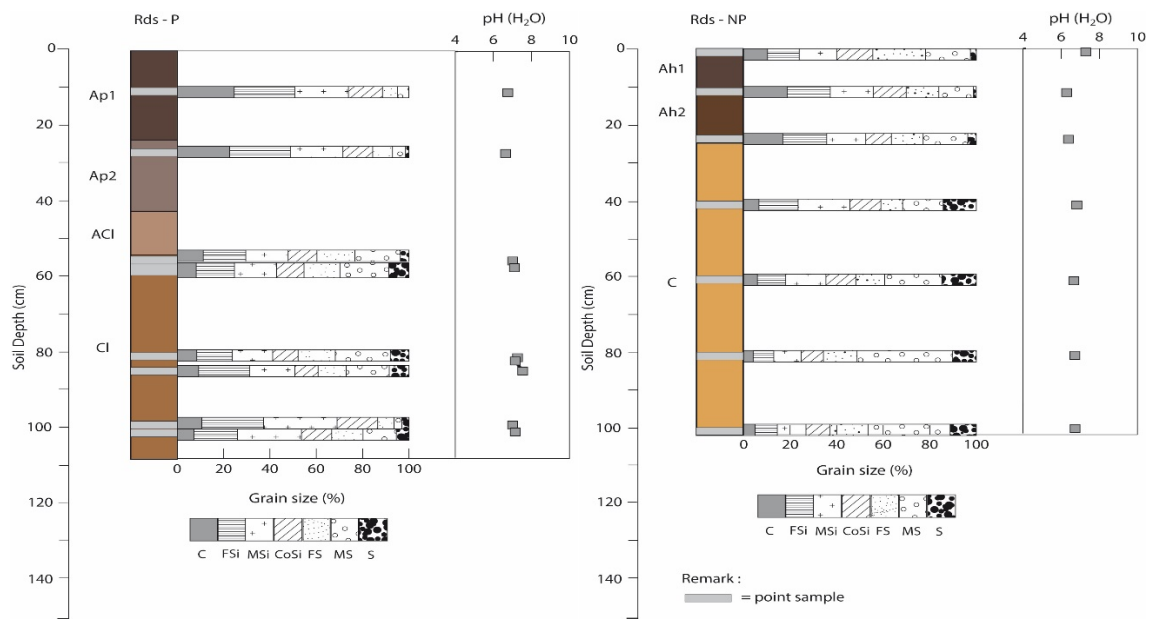 Rds - P
pH (H2O)
4 6 8 10
0
20
40
60
80
100
120
140
Soil Depth (cm)
Ap1
Ap2
ACl
Cl
0 20 40 60 80 100
Grain size (%)
C FSi MSi CoSi FS MS S
Rds - NP
pH (H2O)
4 6 8 10
0
20
40
60
80
100
120
140
Soil Depth (cm)
Ah1
Ah2
C
0 20 40 60 80 100
Grain size (%)
C FSi MSi CoSi FS MS S
Remark :
= point sample